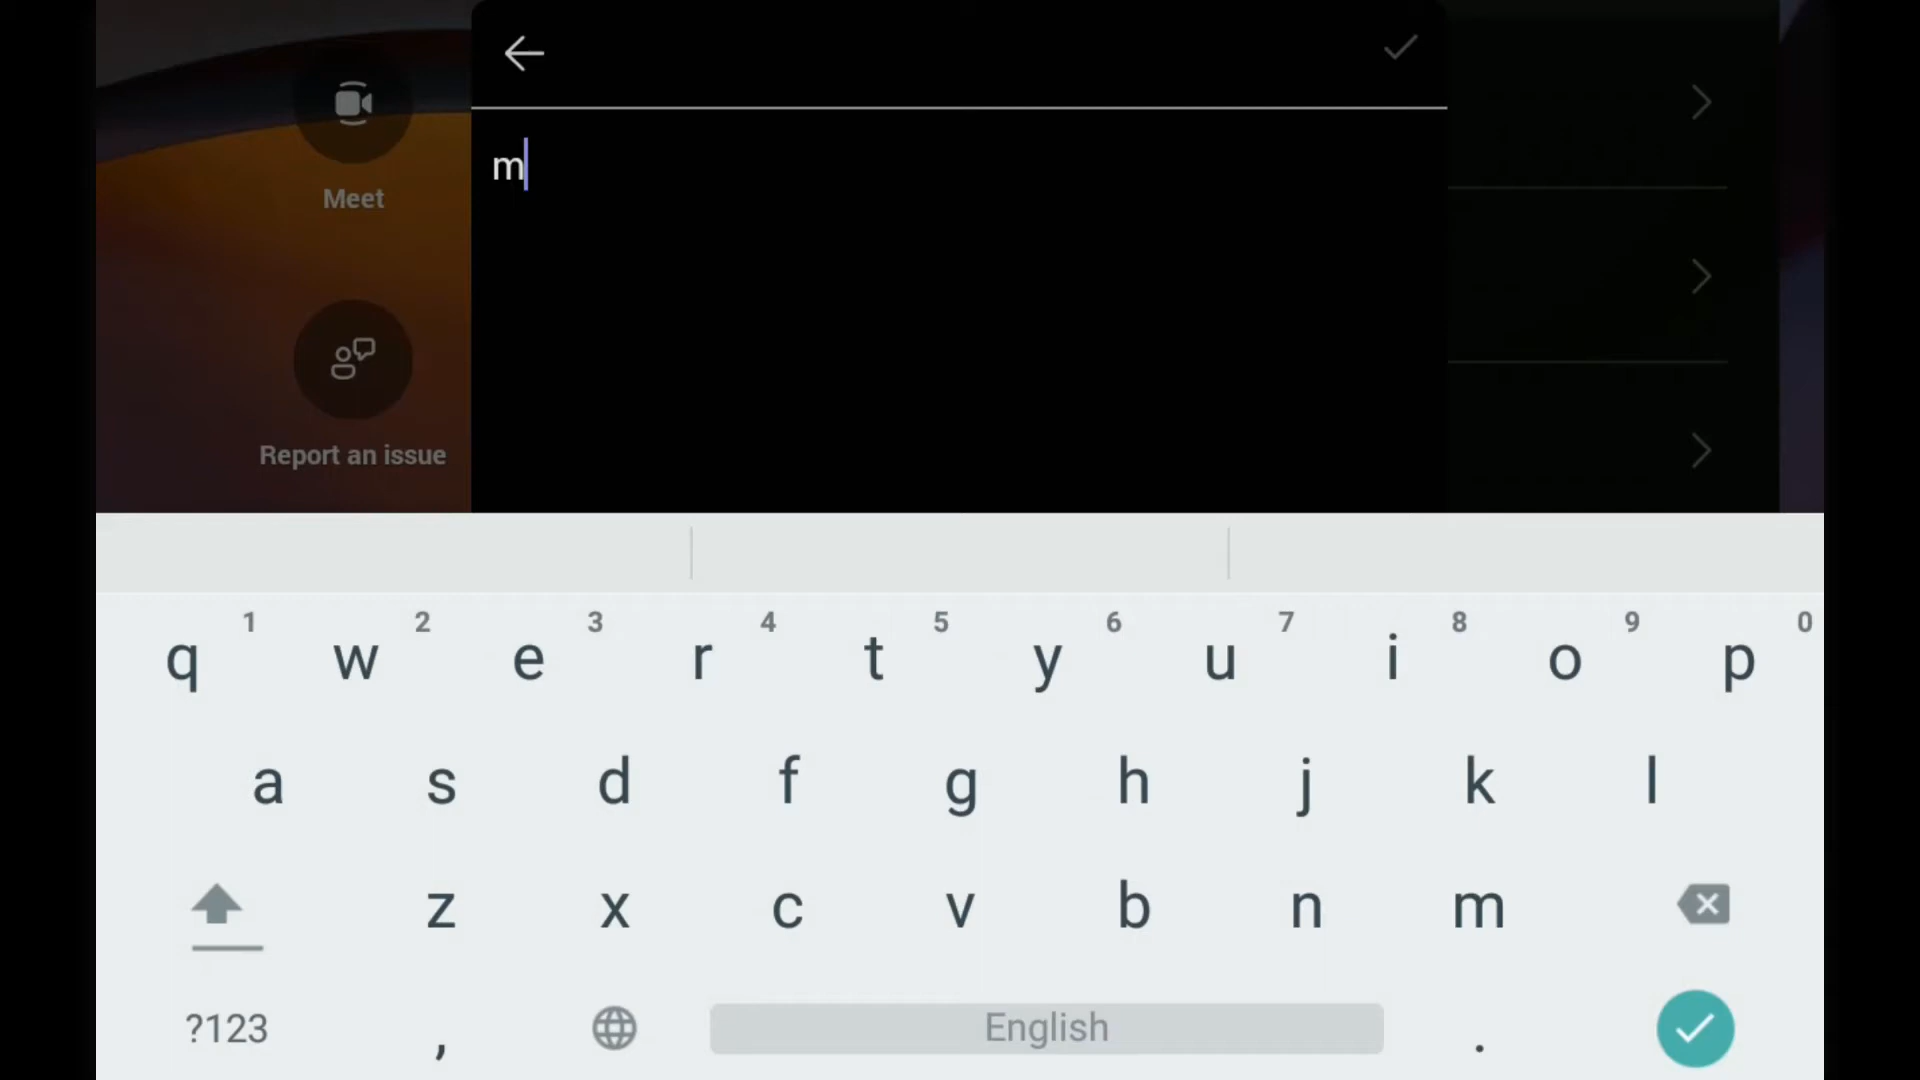 m
Meet
Report an issue
1 2 3 4 5 6 7 8 9 0
q w e r t y u i o p
a s d f g h j k l
z x c v b n m
?123 , English .